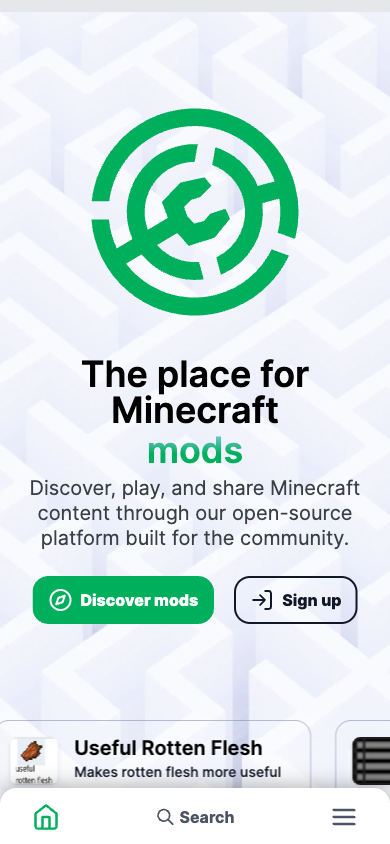 The place for
Minecraft
mods
Discover, play, and share Minecraft
content through our open-source
platform built for the community.
Discover mods
Sign up
Useful Rotten Flesh
Makes rotten flesh more useful
useful
rotten flesh
Search